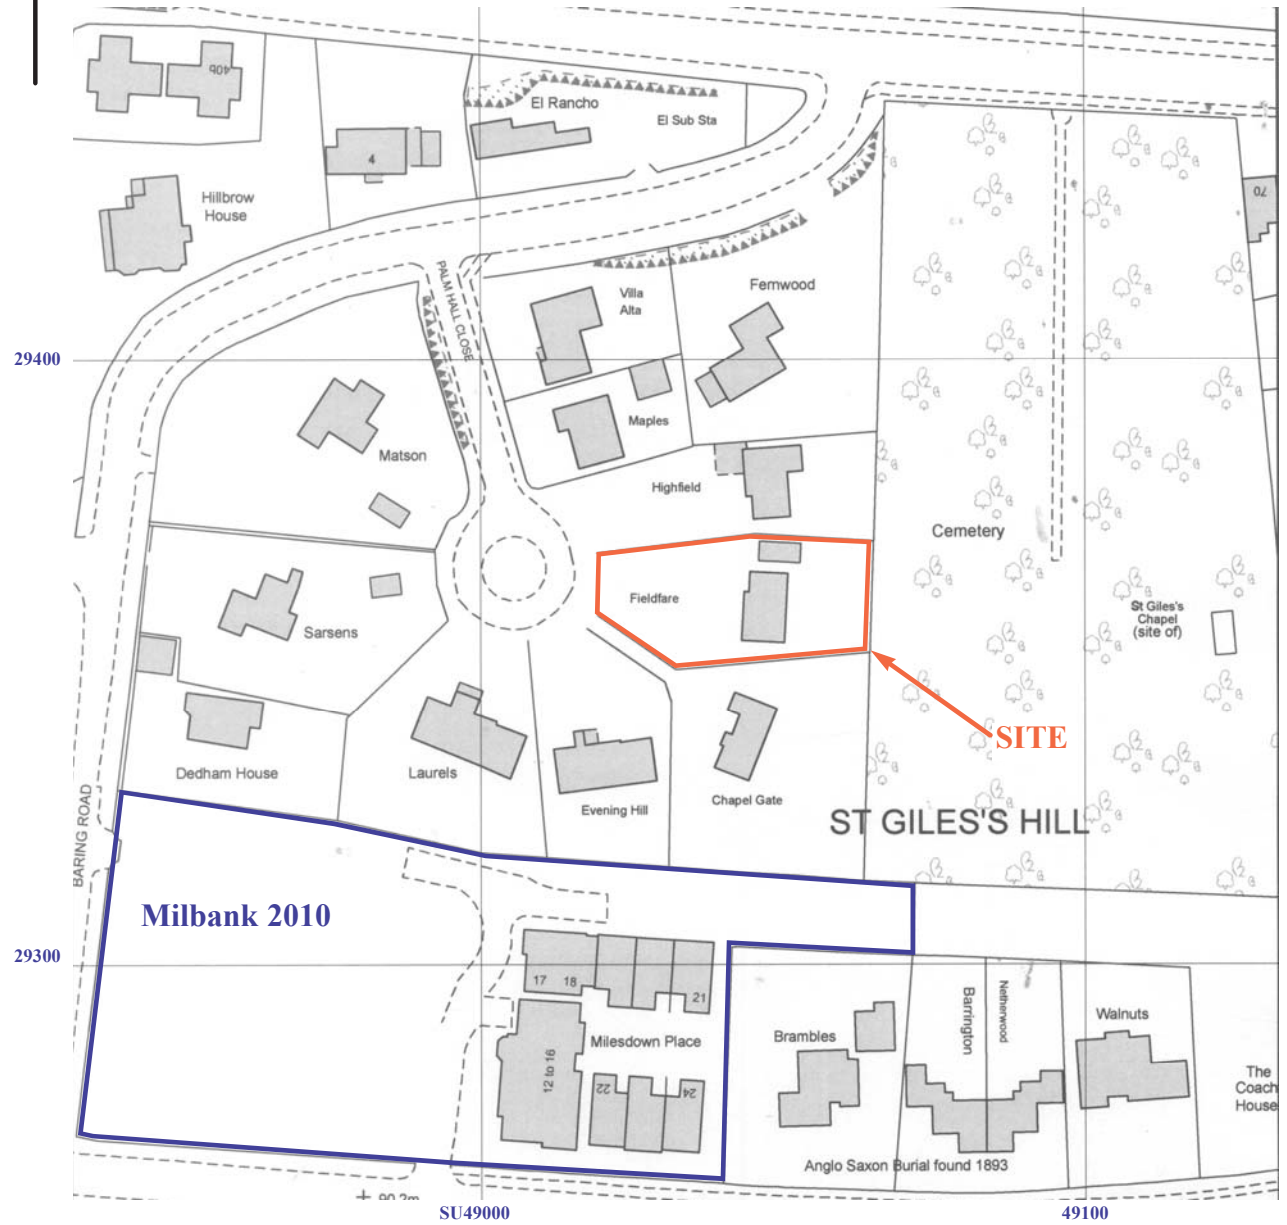 40b
El Rancho
El Sub Sta
4
70
Hillbrow
House
PALM HALL CLOSE
Villa
Alta
Fernwood
29400
Maples
Matson
Highfield
Cemetery
Fieldfare
St Giles's
Chapel
(site of)
Sarsens
SITE
Dedham House
Laurels
Evening Hill
Chapel Gate
ST GILES'S HILL
BARING ROAD
Milbank 2010
29300
17
18
21
Milesdown Place
12 to 16
22
24
Brambles
Barrington
Netherwood
Walnuts
The
Coach
House
Anglo Saxon Burial found 1893
90.2m
SU49000
49100